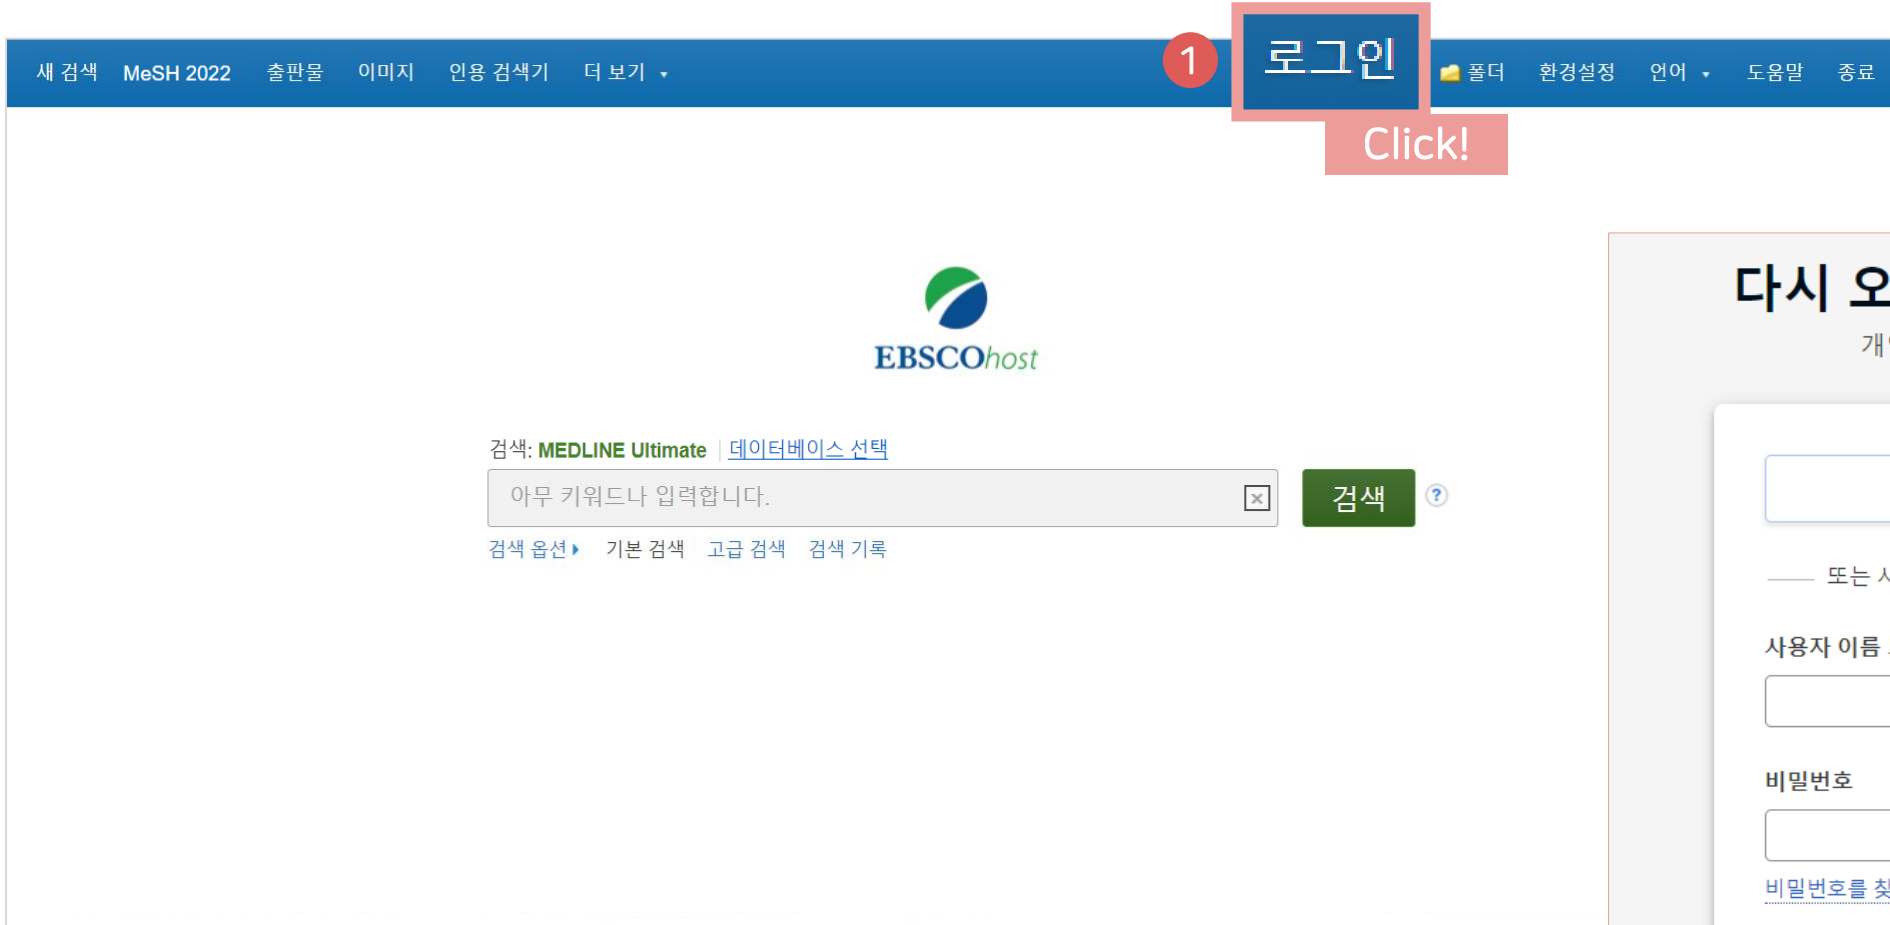 새 검색 MeSH 2022 출판물 이미지 인용 검색기 더 보기 1 로그인 폴더 환경설정 언어 도움말 종료
Click!
EBSCOhost
검색: MEDLINE Ultimate 데이터베이스 선택
아무 키워드나 입력합니다. 검색 ?
검색 옵션 기본 검색 고급 검색 검색 기록
다시 오
개
또는
사용자 이름
비밀번호
비밀번호를